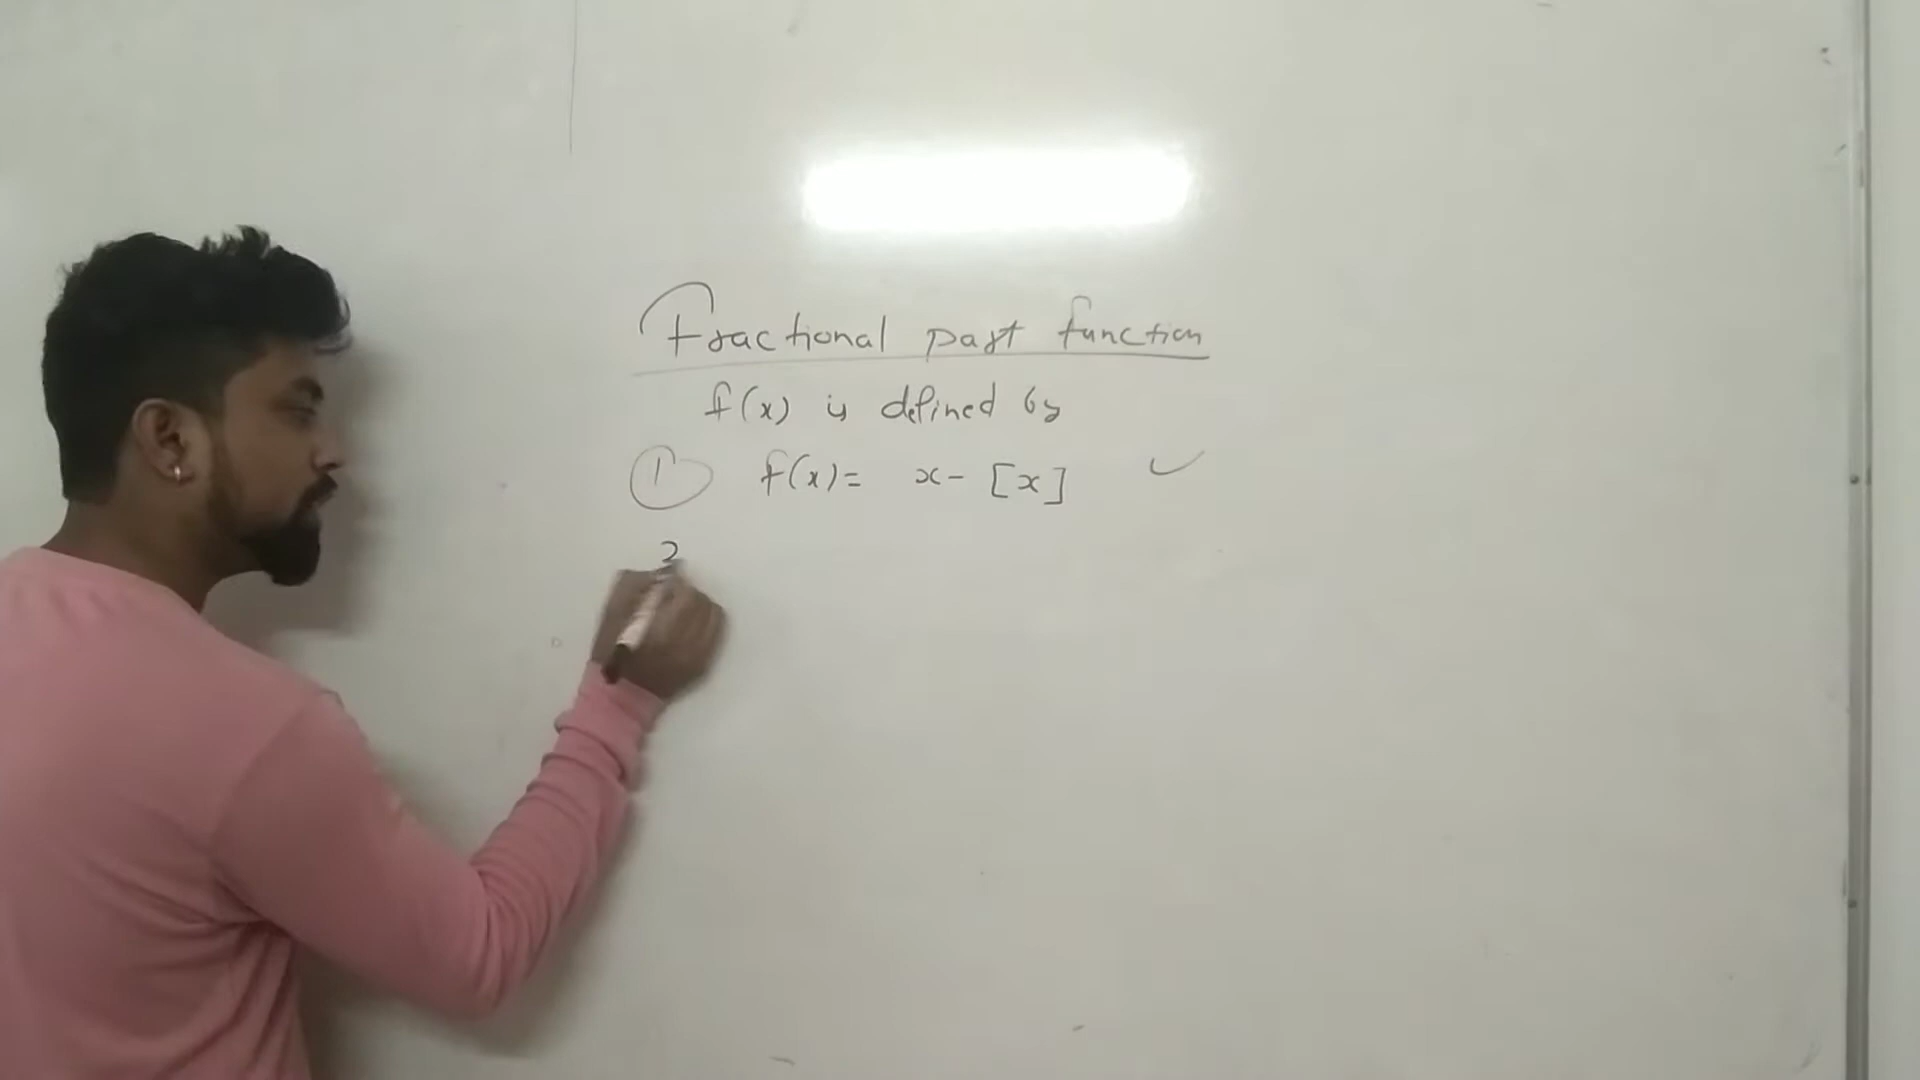 Fractional part function
f(x) is defined by
1 f(x) = x - [x]
2